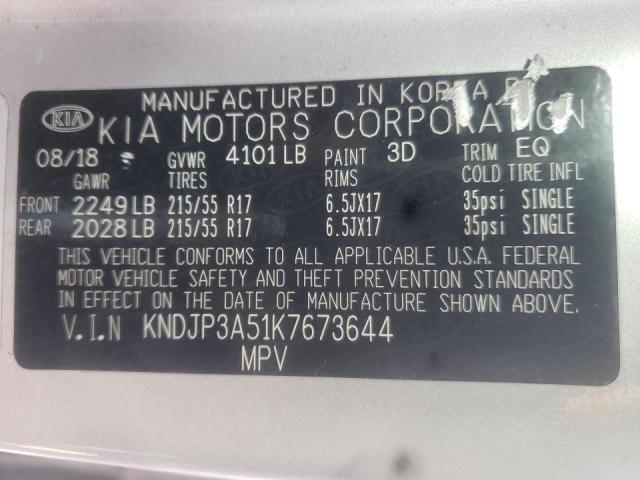 MANUFACTURED IN KOREA BY
KIA KIA MOTORS CORPORATION
08/18 GVWR 4101 LB PAINT 3D TRIM EQ
GAWR TIRES RIMS COLD TIRE INFL
FRONT 2249 LB 215/55 R17 6.5JX17 35psi SINGLE
REAR 2028 LB 215/55 R17 6.5JX17 35psi SINGLE
THIS VEHICLE CONFORMS TO ALL APPLICABLE U.S.A. FEDERAL
MOTOR VEHICLE SAFETY AND THEFT PREVENTION STANDARDS
IN EFFECT ON THE DATE OF MANUFACTURE SHOWN ABOVE.
V.I.N KNDJP3A51K7673644
MPV